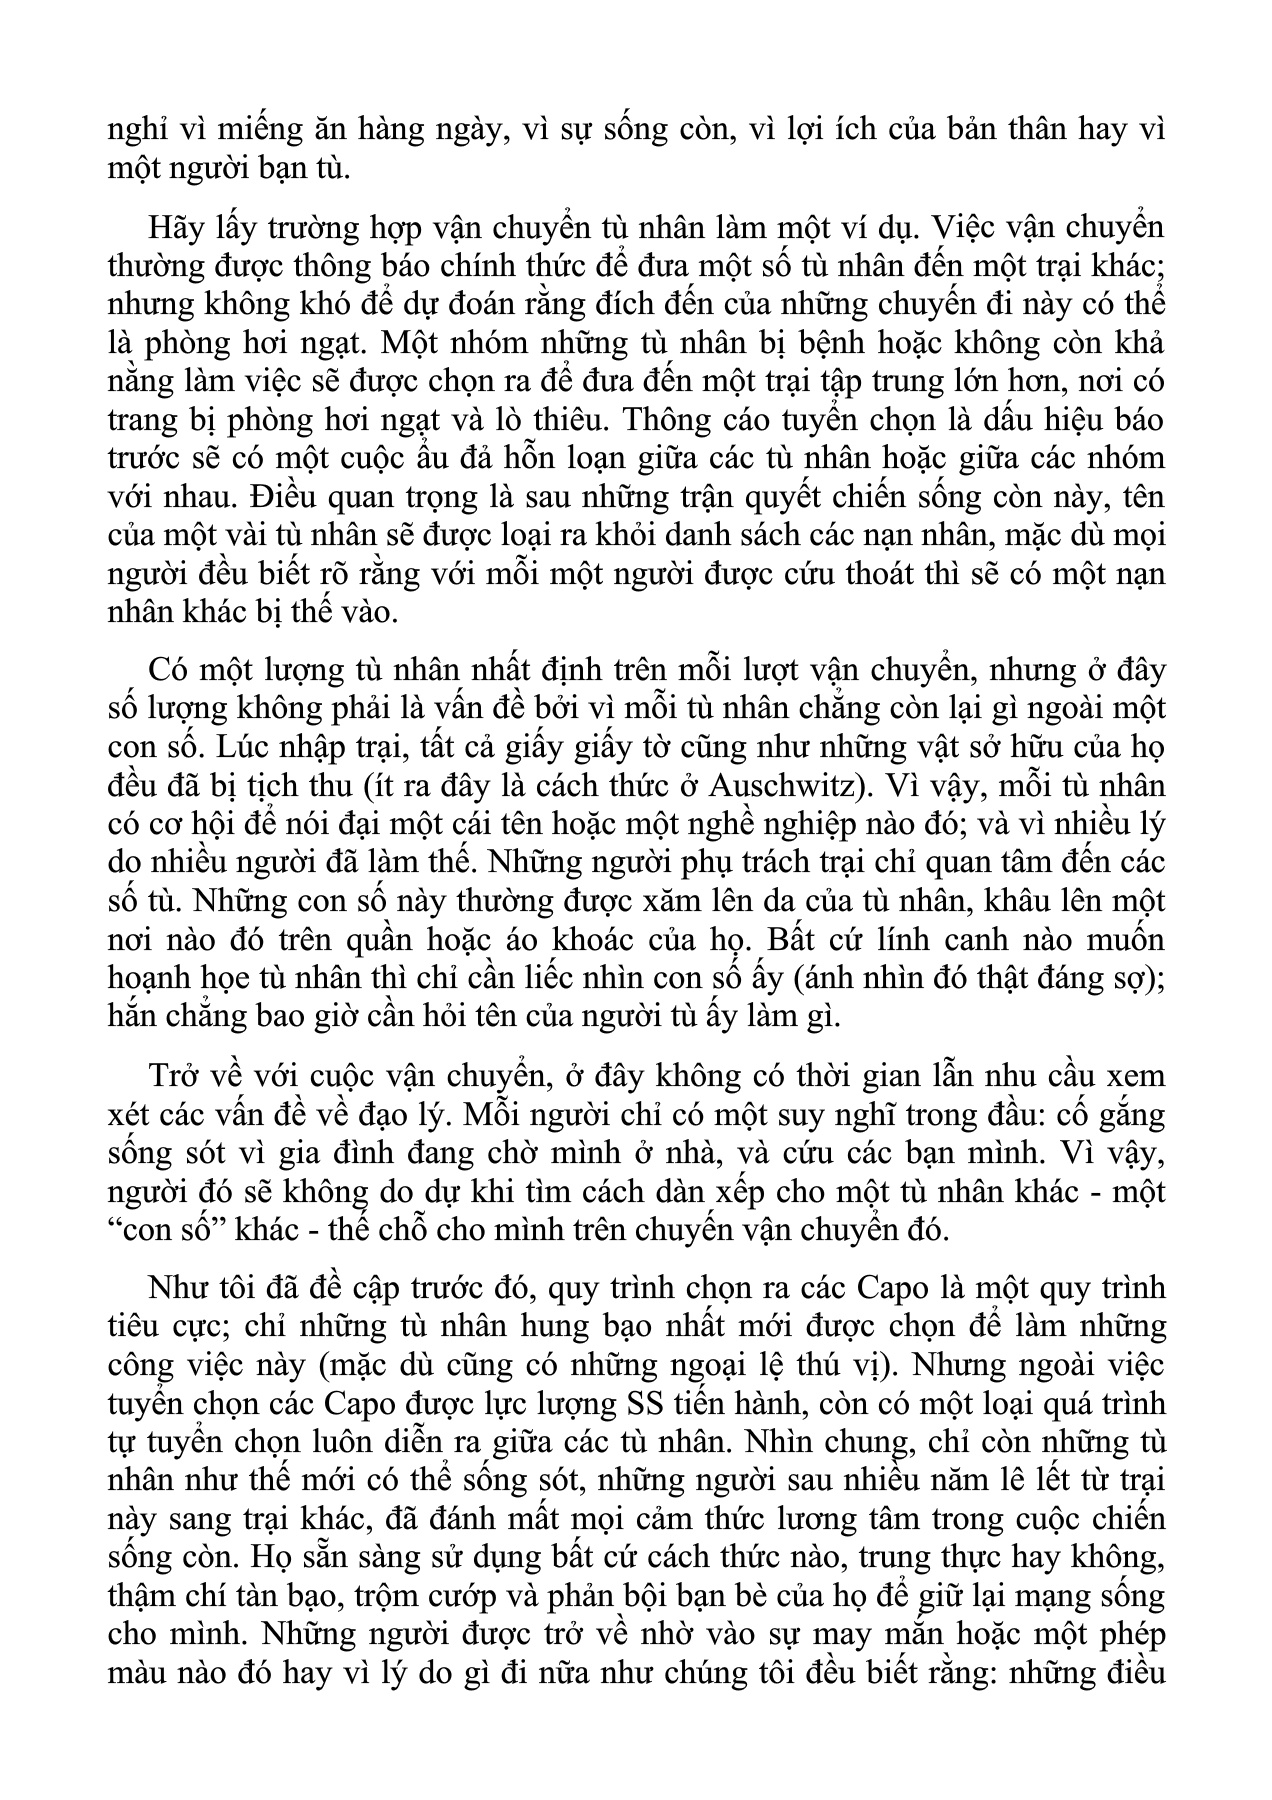 nghỉ vì miếng ăn hàng ngày, vì sự sống còn, vì lợi ích của bản thân hay vì
một người bạn tù.
Hãy lấy trường hợp vận chuyển tù nhân làm một ví dụ. Việc vận chuyển
thường được thông báo chính thức để đưa một số tù nhân đến một trại khác;
nhưng không khó để dự đoán rằng đích đến của những chuyến đi này có thể
là phòng hơi ngạt. Một nhóm những tù nhân bị bệnh hoặc không còn khả
nằng làm việc sẽ được chọn ra để đưa đến một trại tập trung lớn hơn, nơi có
trang bị phòng hơi ngạt và lò thiêu. Thông cáo tuyển chọn là dấu hiệu báo
trước sẽ có một cuộc ẩu đả hỗn loạn giữa các tù nhân hoặc giữa các nhóm
với nhau. Điều quan trọng là sau những trận quyết chiến sống còn này, tên
của một vài tù nhân sẽ được loại ra khỏi danh sách các nạn nhân, mặc dù mọi
người đều biết rõ rằng với mỗi một người được cứu thoát thì sẽ có một nạn
nhân khác bị thế vào.
Có một lượng tù nhân nhất định trên mỗi lượt vận chuyển, nhưng ở đây
số lượng không phải là vấn đề bởi vì mỗi tù nhân chẳng còn lại gì ngoài một
con số. Lúc nhập trại, tất cả giấy giấy tờ cũng như những vật sở hữu của họ
đều đã bị tịch thu (ít ra đây là cách thức ở Auschwitz). Vì vậy, mỗi tù nhân
có cơ hội để nói đại một cái tên hoặc một nghề nghiệp nào đó; và vì nhiều lý
do nhiều người đã làm thế. Những người phụ trách trại chỉ quan tâm đến các
số tù. Những con số này thường được xăm lên da của tù nhân, khâu lên một
nơi nào đó trên quần hoặc áo khoác của họ. Bất cứ lính canh nào muốn
hoạnh họe tù nhân thì chỉ cần liếc nhìn con số ấy (ánh nhìn đó thật đáng sợ);
hắn chẳng bao giờ cần hỏi tên của người tù ấy làm gì.
Trở về với cuộc vận chuyển, ở đây không có thời gian lẫn nhu cầu xem
xét các vấn đề về đạo lý. Mỗi người chỉ có một suy nghĩ trong đầu: cố gắng
sống sót vì gia đình đang chờ mình ở nhà, và cứu các bạn mình. Vì vậy,
người đó sẽ không do dự khi tìm cách dàn xếp cho một tù nhân khác - một
“con số” khác - thế chỗ cho mình trên chuyến vận chuyển đó.
Như tôi đã đề cập trước đó, quy trình chọn ra các Capo là một quy trình
tiêu cực; chỉ những tù nhân hung bạo nhất mới được chọn để làm những
công việc này (mặc dù cũng có những ngoại lệ thú vị). Nhưng ngoài việc
tuyển chọn các Capo được lực lượng SS tiến hành, còn có một loại quá trình
tự tuyển chọn luôn diễn ra giữa các tù nhân. Nhìn chung, chỉ còn những tù
nhân như thế mới có thể sống sót, những người sau nhiều năm lê lết từ trại
này sang trại khác, đã đánh mất mọi cảm thức lương tâm trong cuộc chiến
sống còn. Họ sẵn sàng sử dụng bất cứ cách thức nào, trung thực hay không,
thậm chí tàn bạo, trộm cướp và phản bội bạn bè của họ để giữ lại mạng sống
cho mình. Những người được trở về nhờ vào sự may mắn hoặc một phép
màu nào đó hay vì lý do gì đi nữa như chúng tôi đều biết rằng: những điều